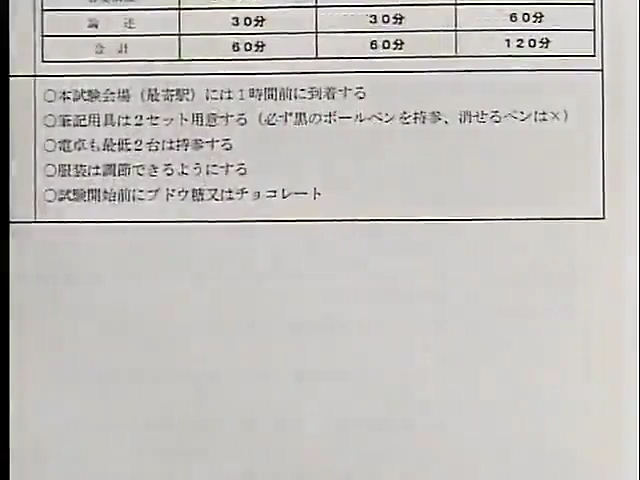 論 述 30分 30分 60分
合 計 60分 60分 120分
○本試験会場（最寄駅）には1時間前に到着する
○筆記用具は2セット用意する（必ず黒のボールペンを持参、消せるペンは×）
○電卓も最低2台は持参する
○服装は調節できるようにする
○試験開始前にブドウ糖又はチョコレート